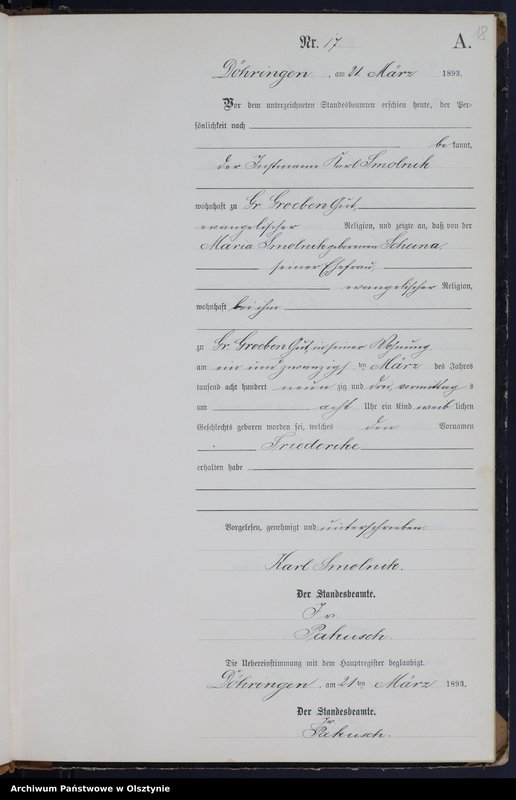 18
Nr. 17
A.
Döhringen, am 21. März 1893.
Vor dem unterzeichneten Standesbeamten erschien heute, der Per-
sönlichkeit nach
bekannt,
der Instmann Karl Smolnik
wohnhaft zu Gr. Groeben Gut,
evangelischer Religion, und zeigte an, daß von der
Maria Smolnik geborenen Scheina,
seiner Ehefrau,
evangelischer Religion,
wohnhaft bei ihm
zu Gr. Groeben Gut, in seiner Wohnung
am ein und zwanzigsten März des Jahres
tausend acht hundert neunzig und drei, vormittags
um acht Uhr ein Kind weiblichen
Geschlechts geboren worden sei, welches den Vornamen
Friedericke
erhalten habe
Vorgelesen, genehmigt und unterschrieben.
Karl Smolnik.
Der Standesbeamte.
Pakusch.
Die Uebereinstimmung mit dem Hauptregister beglaubigt.
Döhringen, am 21ten März 1893.
Der Standesbeamte.
Pakusch.
Archiwum Państwowe w Olsztynie